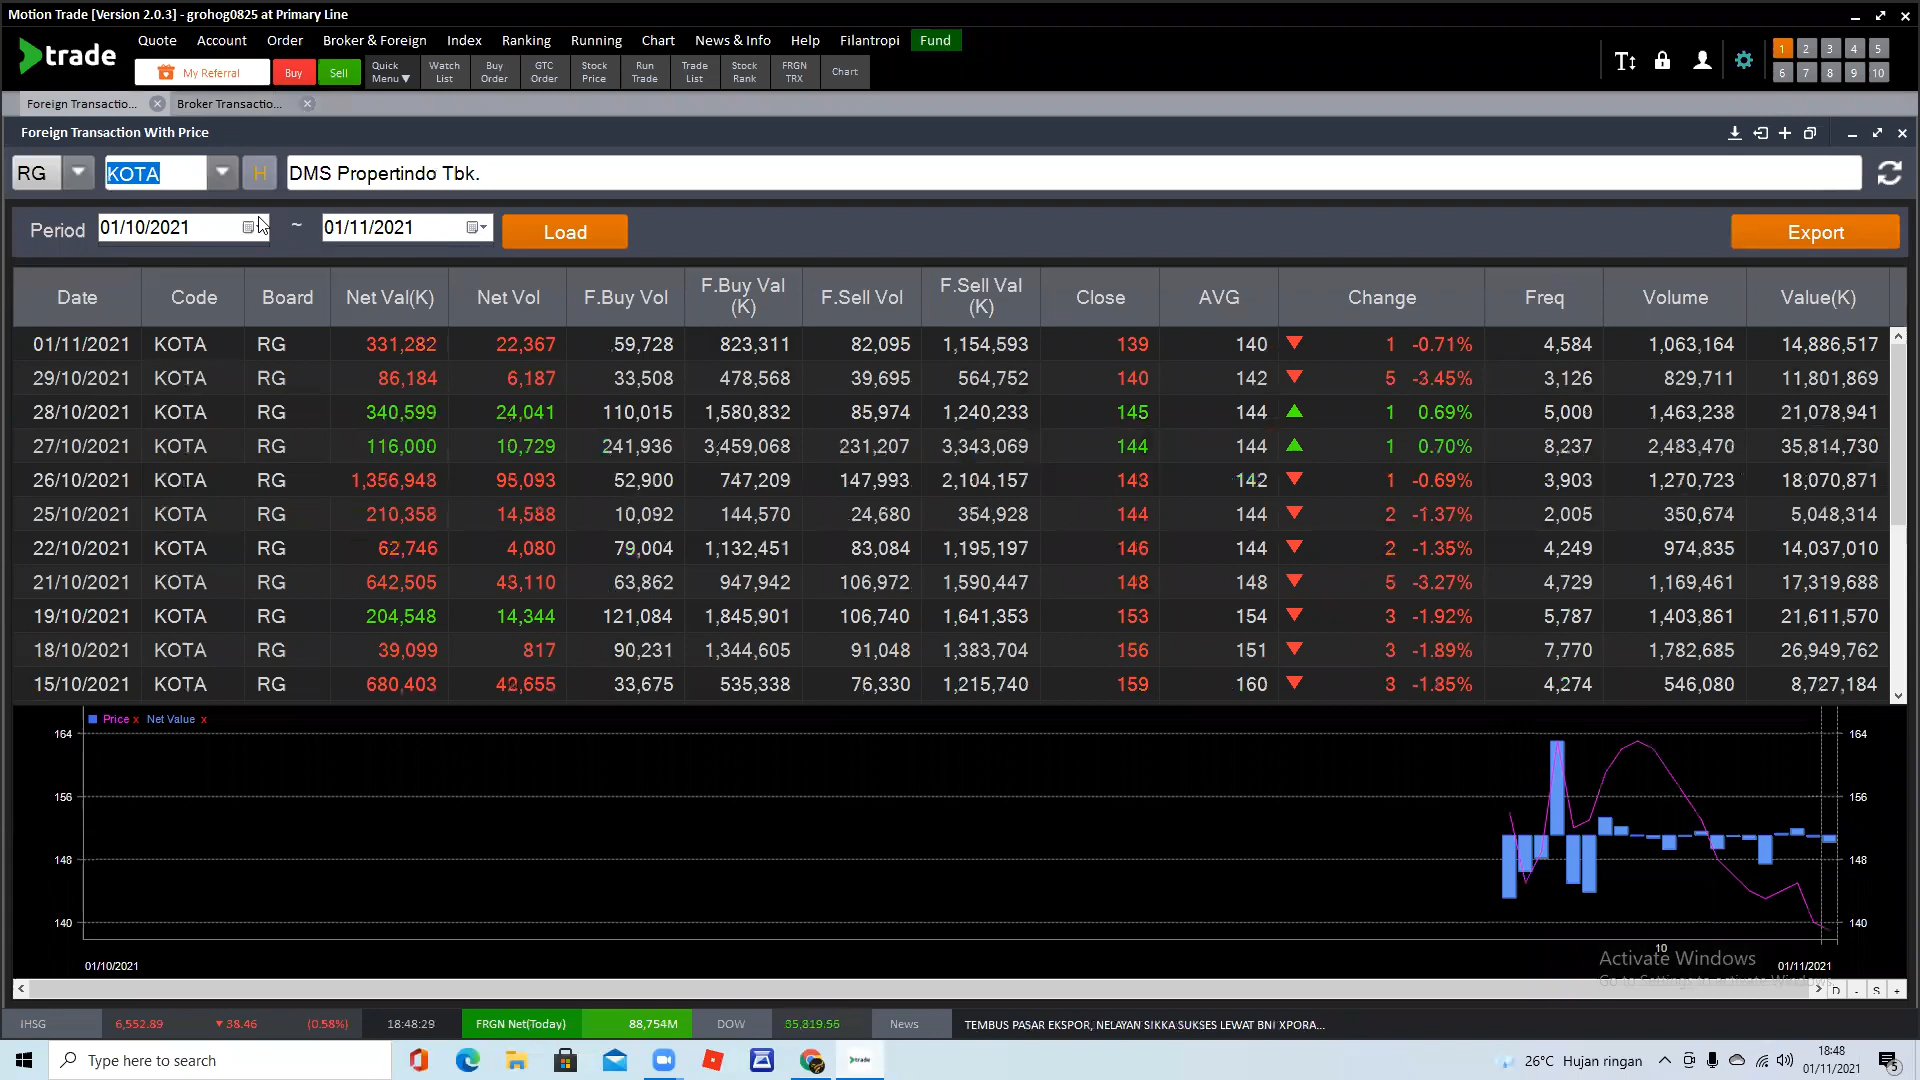 Motion Trade [Version 2.0.3] - grohog0825 at Primary Line
trade
Quote Account Order Broker & Foreign Index Ranking Running Chart News & Info Help Filantropi Fund
My Referral Buy Sell Quick Menu▼ Watch List Buy Order GTC Order Stock Price Run Trade Trade List Stock Rank FRGN TRX Chart
1 2 3 4 5
6 7 8 9 10
Foreign Transactio... Broker Transactio...
Foreign Transaction With Price
RG KOTA H DMS Propertindo Tbk.
Period 01/10/2021 ~ 01/11/2021 Load Export
Date Code Board Net Val(K) Net Vol F.Buy Vol F.Buy Val (K) F.Sell Vol F.Sell Val (K) Close AVG Change Freq Volume Value(K)
01/11/2021 KOTA RG 331,282 22,367 59,728 823,311 82,095 1,154,593 139 140 ▼ 1 -0.71% 4,584 1,063,164 14,886,517
29/10/2021 KOTA RG 86,184 6,187 33,508 478,568 39,695 564,752 140 142 ▼ 5 -3.45% 3,126 829,711 11,801,869
28/10/2021 KOTA RG 340,599 24,041 110,015 1,580,832 85,974 1,240,233 145 144 ▲ 1 0.69% 5,000 1,463,238 21,078,941
27/10/2021 KOTA RG 116,000 10,729 241,936 3,459,068 231,207 3,343,069 144 144 ▲ 1 0.70% 8,237 2,483,470 35,814,730
26/10/2021 KOTA RG 1,356,948 95,093 52,900 747,209 147,993 2,104,157 143 142 ▼ 1 -0.69% 3,903 1,270,723 18,070,871
25/10/2021 KOTA RG 210,358 14,588 10,092 144,570 24,680 354,928 144 144 ▼ 2 -1.37% 2,005 350,674 5,048,314
22/10/2021 KOTA RG 62,746 4,080 79,004 1,132,451 83,084 1,195,197 146 144 ▼ 2 -1.35% 4,249 974,835 14,037,010
21/10/2021 KOTA RG 642,505 43,110 63,862 947,942 106,972 1,590,447 148 148 ▼ 5 -3.27% 4,729 1,169,461 17,319,688
19/10/2021 KOTA RG 204,548 14,344 121,084 1,845,901 106,740 1,641,353 153 154 ▼ 3 -1.92% 5,787 1,403,861 21,611,570
18/10/2021 KOTA RG 39,099 817 90,231 1,344,605 91,048 1,383,704 156 151 ▼ 3 -1.89% 7,770 1,782,685 26,949,762
15/10/2021 KOTA RG 680,403 42,655 33,675 535,338 76,330 1,215,740 159 160 ▼ 3 -1.85% 4,274 546,080 8,727,184
Price x Net Value x
164 164
156 156
148 148
140 140
10
Activate Windows
01/10/2021 01/11/2021
D - S +
IHSG 6,552.89 ▼38.46 (0.58%) 18:48:29 FRGN Net(Today) 88,754M DOW 35,819.56 News TEMBUS PASAR EKSPOR, NELAYAN SIKKA SUKSES LEWAT BNI XPORA...
Type here to search
trade
26°C Hujan ringan
18:48
01/11/2021
5